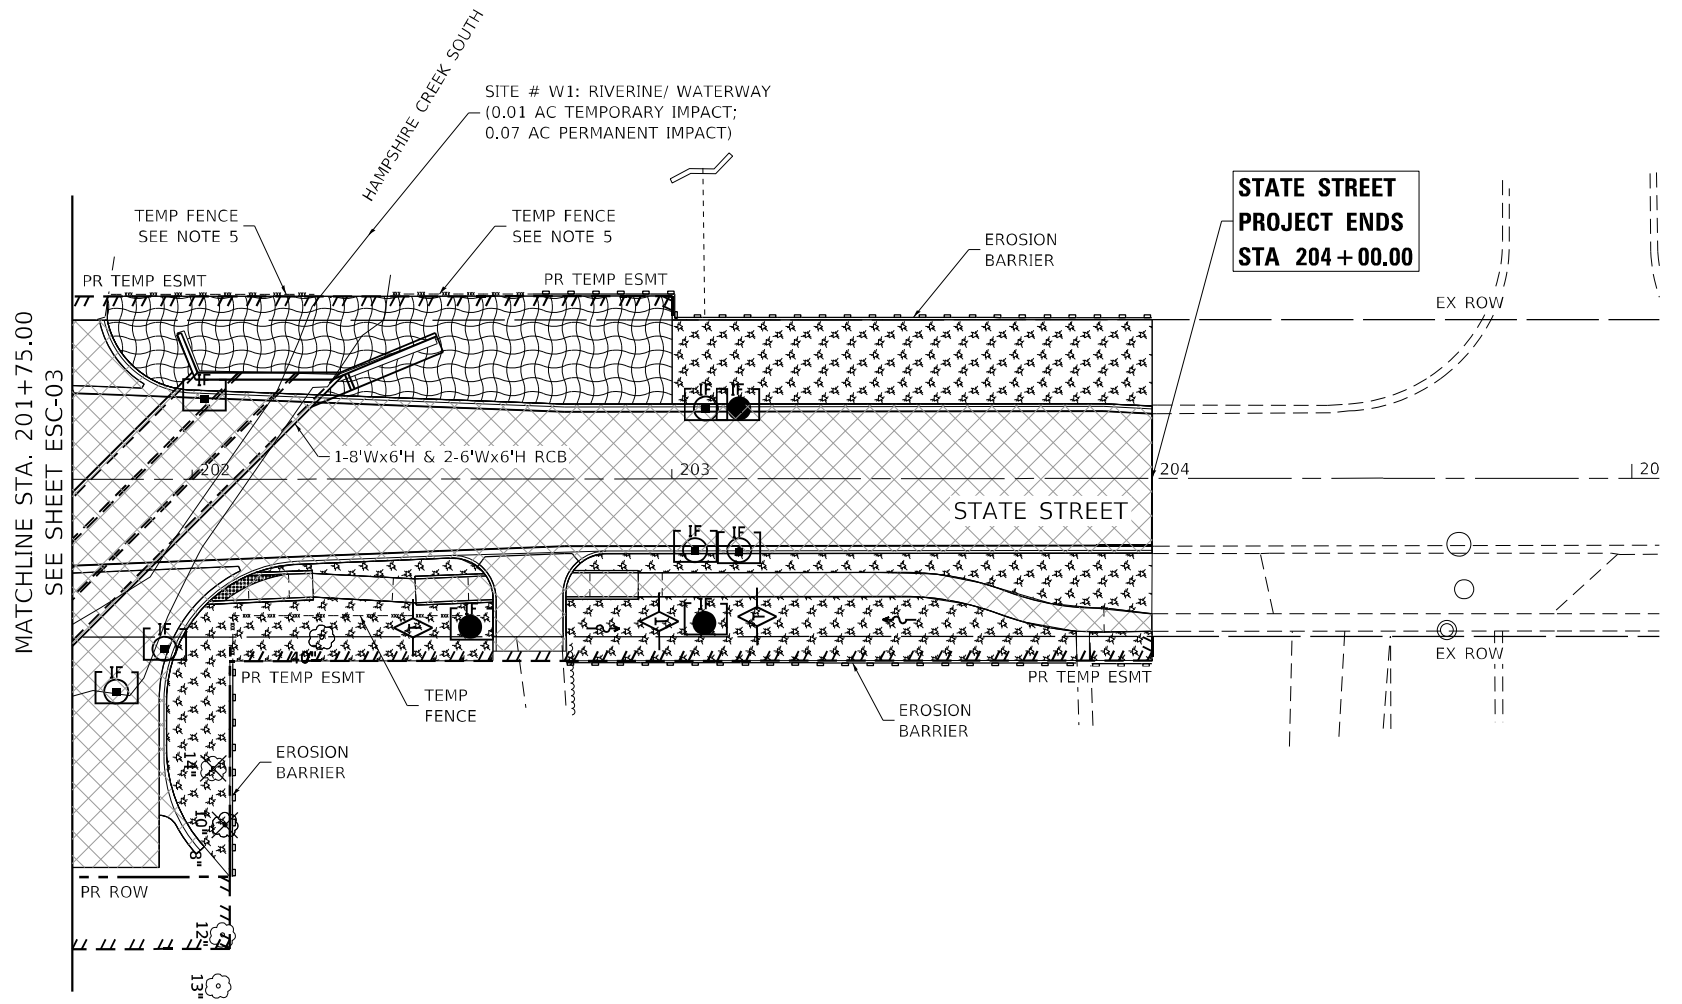 HAMPSHIRE CREEK SOUTH
SITE # W1: RIVERINE/ WATERWAY
(0.01 AC TEMPORARY IMPACT;
0.07 AC PERMANENT IMPACT)
STATE STREET
PROJECT ENDS
STA 204+00.00
TEMP FENCE
SEE NOTE 5
TEMP FENCE
SEE NOTE 5
EROSION
BARRIER
PR TEMP ESMT
PR TEMP ESMT
EX ROW
MATCHLINE STA. 201+75.00
SEE SHEET ESC-03
IF
IF
IF
1-8'Wx6'H & 2-6'Wx6'H RCB
202
203
204
20
STATE STREET
IF
IF
IF
IF
T
T
IF
IF
40"
PR TEMP ESMT
PR TEMP ESMT
EX ROW
TEMP
FENCE
EROSION
BARRIER
EROSION
BARRIER
14"
10"
8"
PR ROW
12"
13"